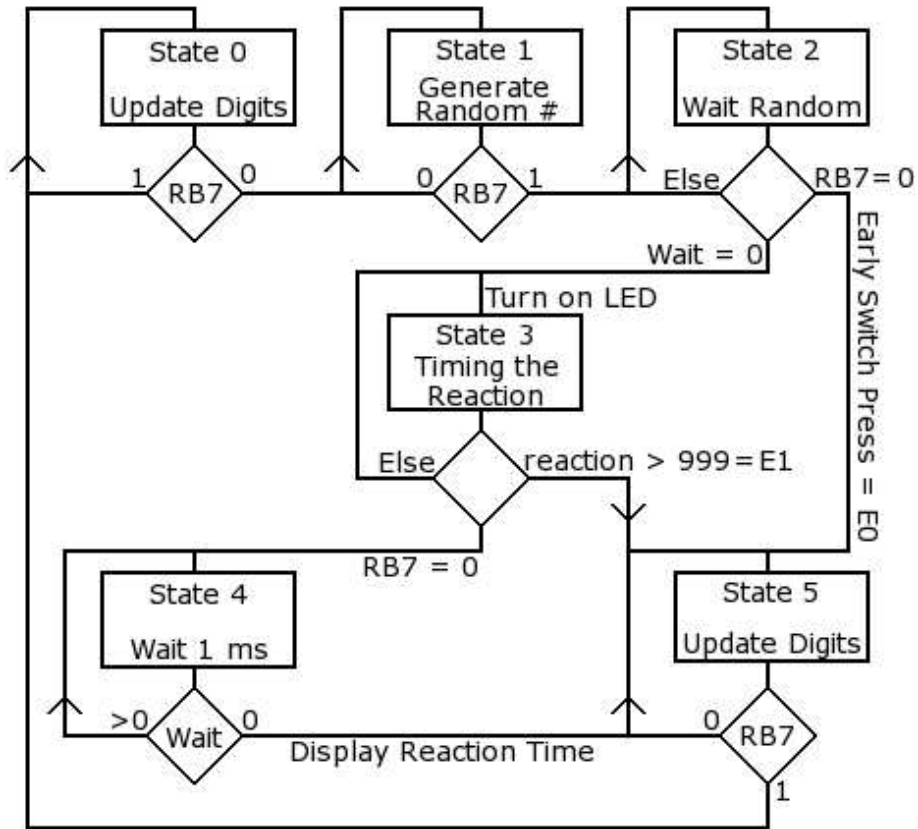 State 0
Update Digits
1
RB7
0
State 1
Generate
Random #
0
RB7
1
State 2
Wait Random
Else
RB7=0
Wait = 0
Early Switch Press = E0
Turn on LED
State 3
Timing the
Reaction
Else
reaction > 999=E1
RB7 = 0
State 4
Wait 1 ms
>0
Wait
0
Display Reaction Time
State 5
Update Digits
0
RB7
1